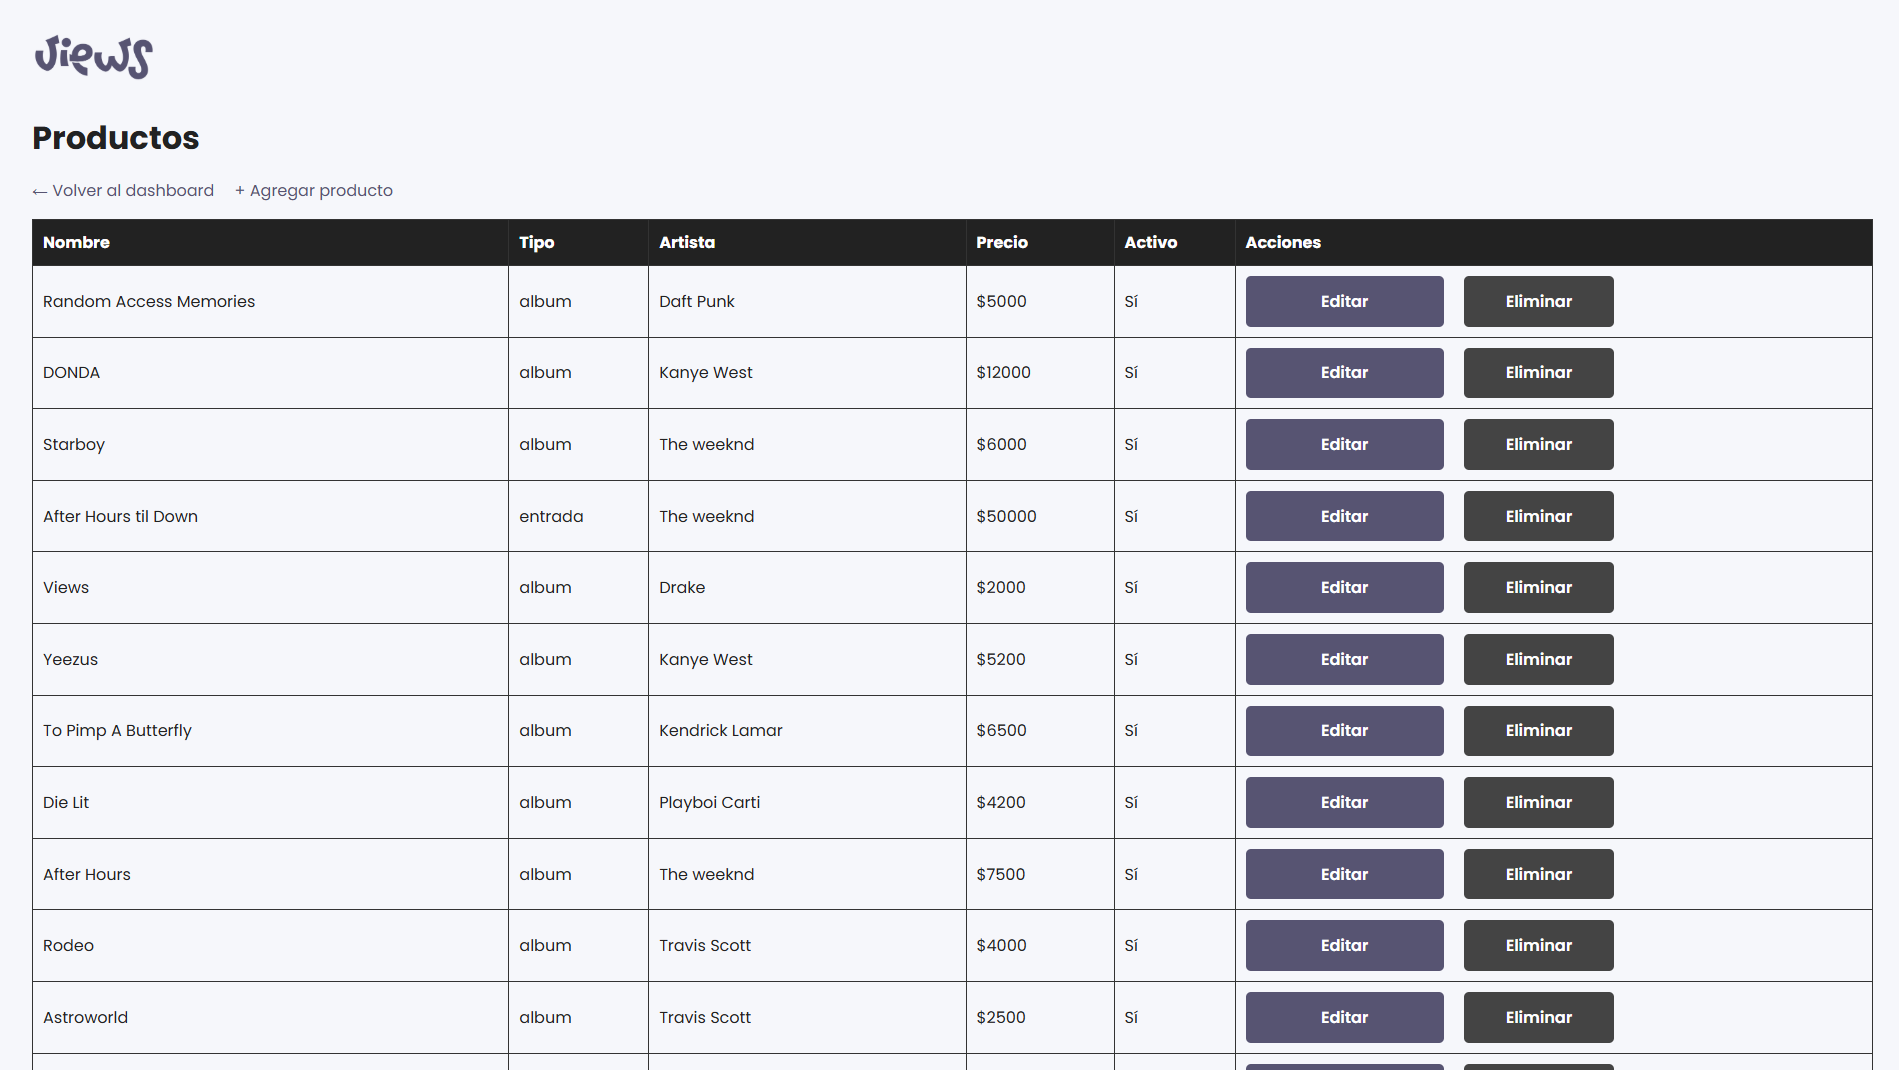 views
Productos
← Volver al dashboard + Agregar producto
Nombre Tipo Artista Precio Activo Acciones
Random Access Memories album Daft Punk $5000 Sí Editar Eliminar
DONDA album Kanye West $12000 Sí Editar Eliminar
Starboy album The weeknd $6000 Sí Editar Eliminar
After Hours til Down entrada The weeknd $50000 Sí Editar Eliminar
Views album Drake $2000 Sí Editar Eliminar
Yeezus album Kanye West $5200 Sí Editar Eliminar
To Pimp A Butterfly album Kendrick Lamar $6500 Sí Editar Eliminar
Die Lit album Playboi Carti $4200 Sí Editar Eliminar
After Hours album The weeknd $7500 Sí Editar Eliminar
Rodeo album Travis Scott $4000 Sí Editar Eliminar
Astroworld album Travis Scott $2500 Sí Editar Eliminar